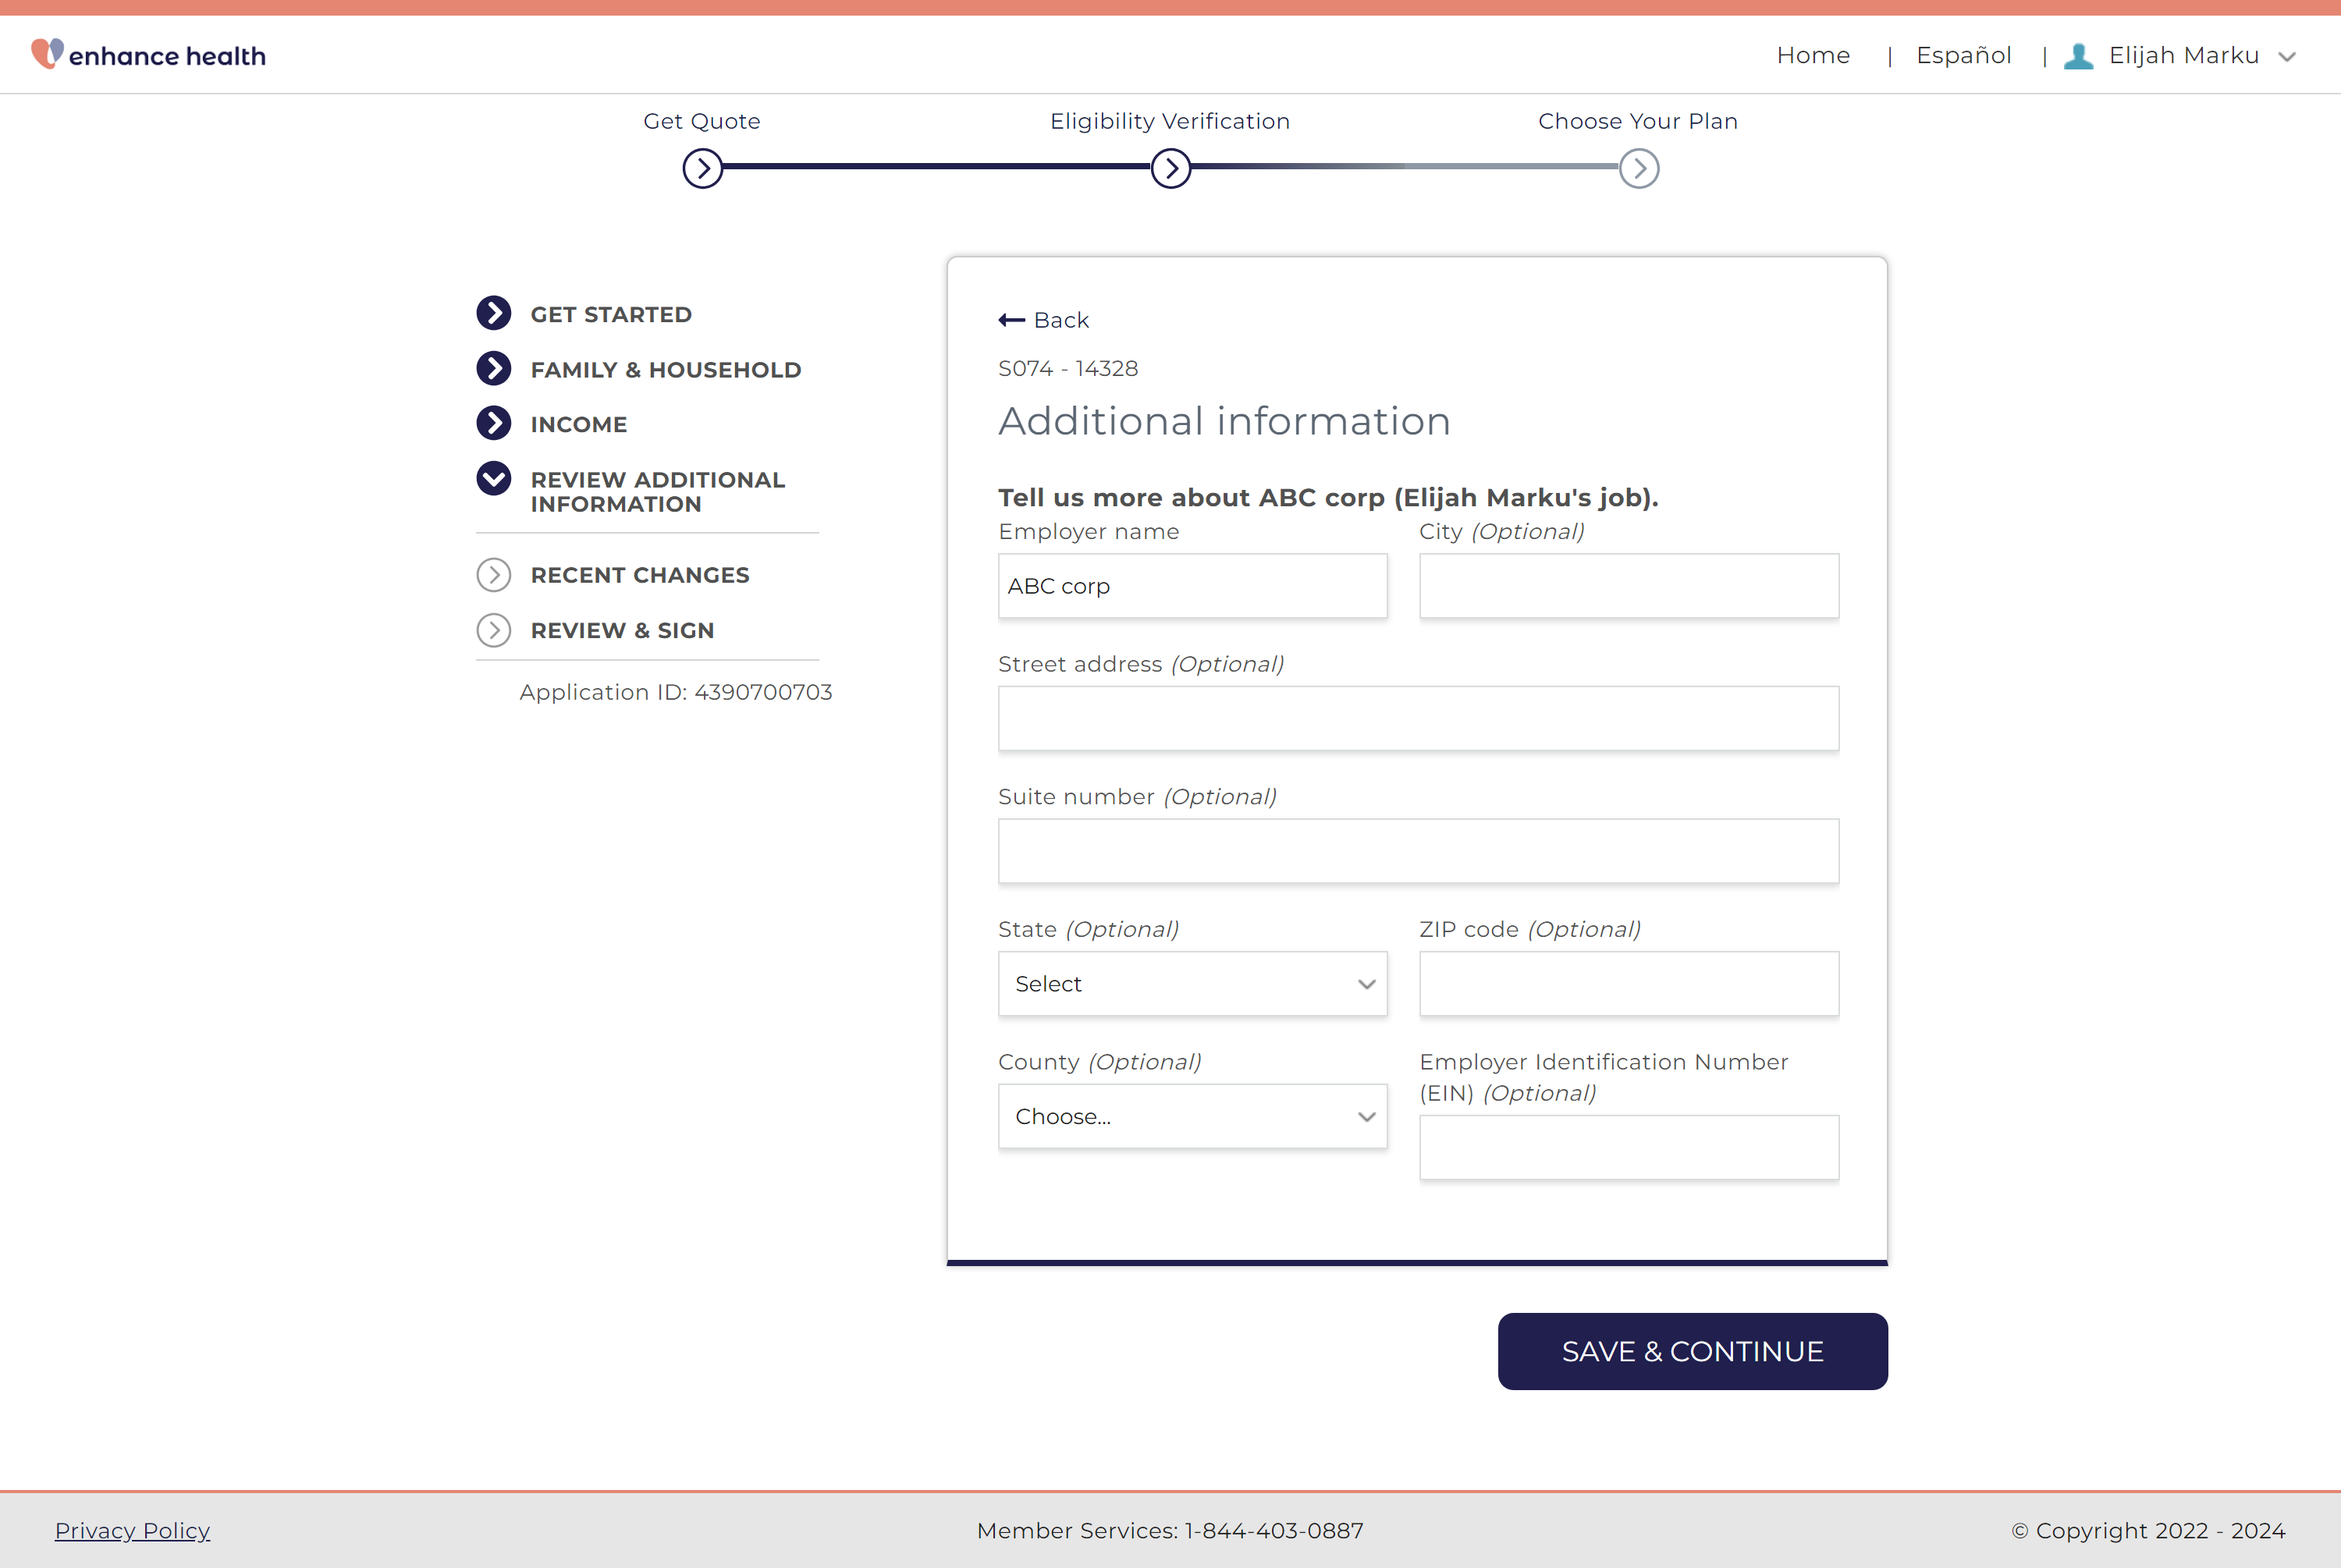 enhance health
Home | Español | Elijah Marku
Get Quote
Eligibility Verification
Choose Your Plan
GET STARTED
FAMILY & HOUSEHOLD
INCOME
REVIEW ADDITIONAL
INFORMATION
RECENT CHANGES
REVIEW & SIGN
Application ID: 4390700703
Back
S074 - 14328
Additional information
Tell us more about ABC corp (Elijah Marku's job).
Employer name
ABC corp
City (Optional)
Street address (Optional)
Suite number (Optional)
State (Optional)
Select
ZIP code (Optional)
County (Optional)
Choose...
Employer Identification Number
(EIN) (Optional)
SAVE & CONTINUE
Privacy Policy
Member Services: 1-844-403-0887
© Copyright 2022 - 2024